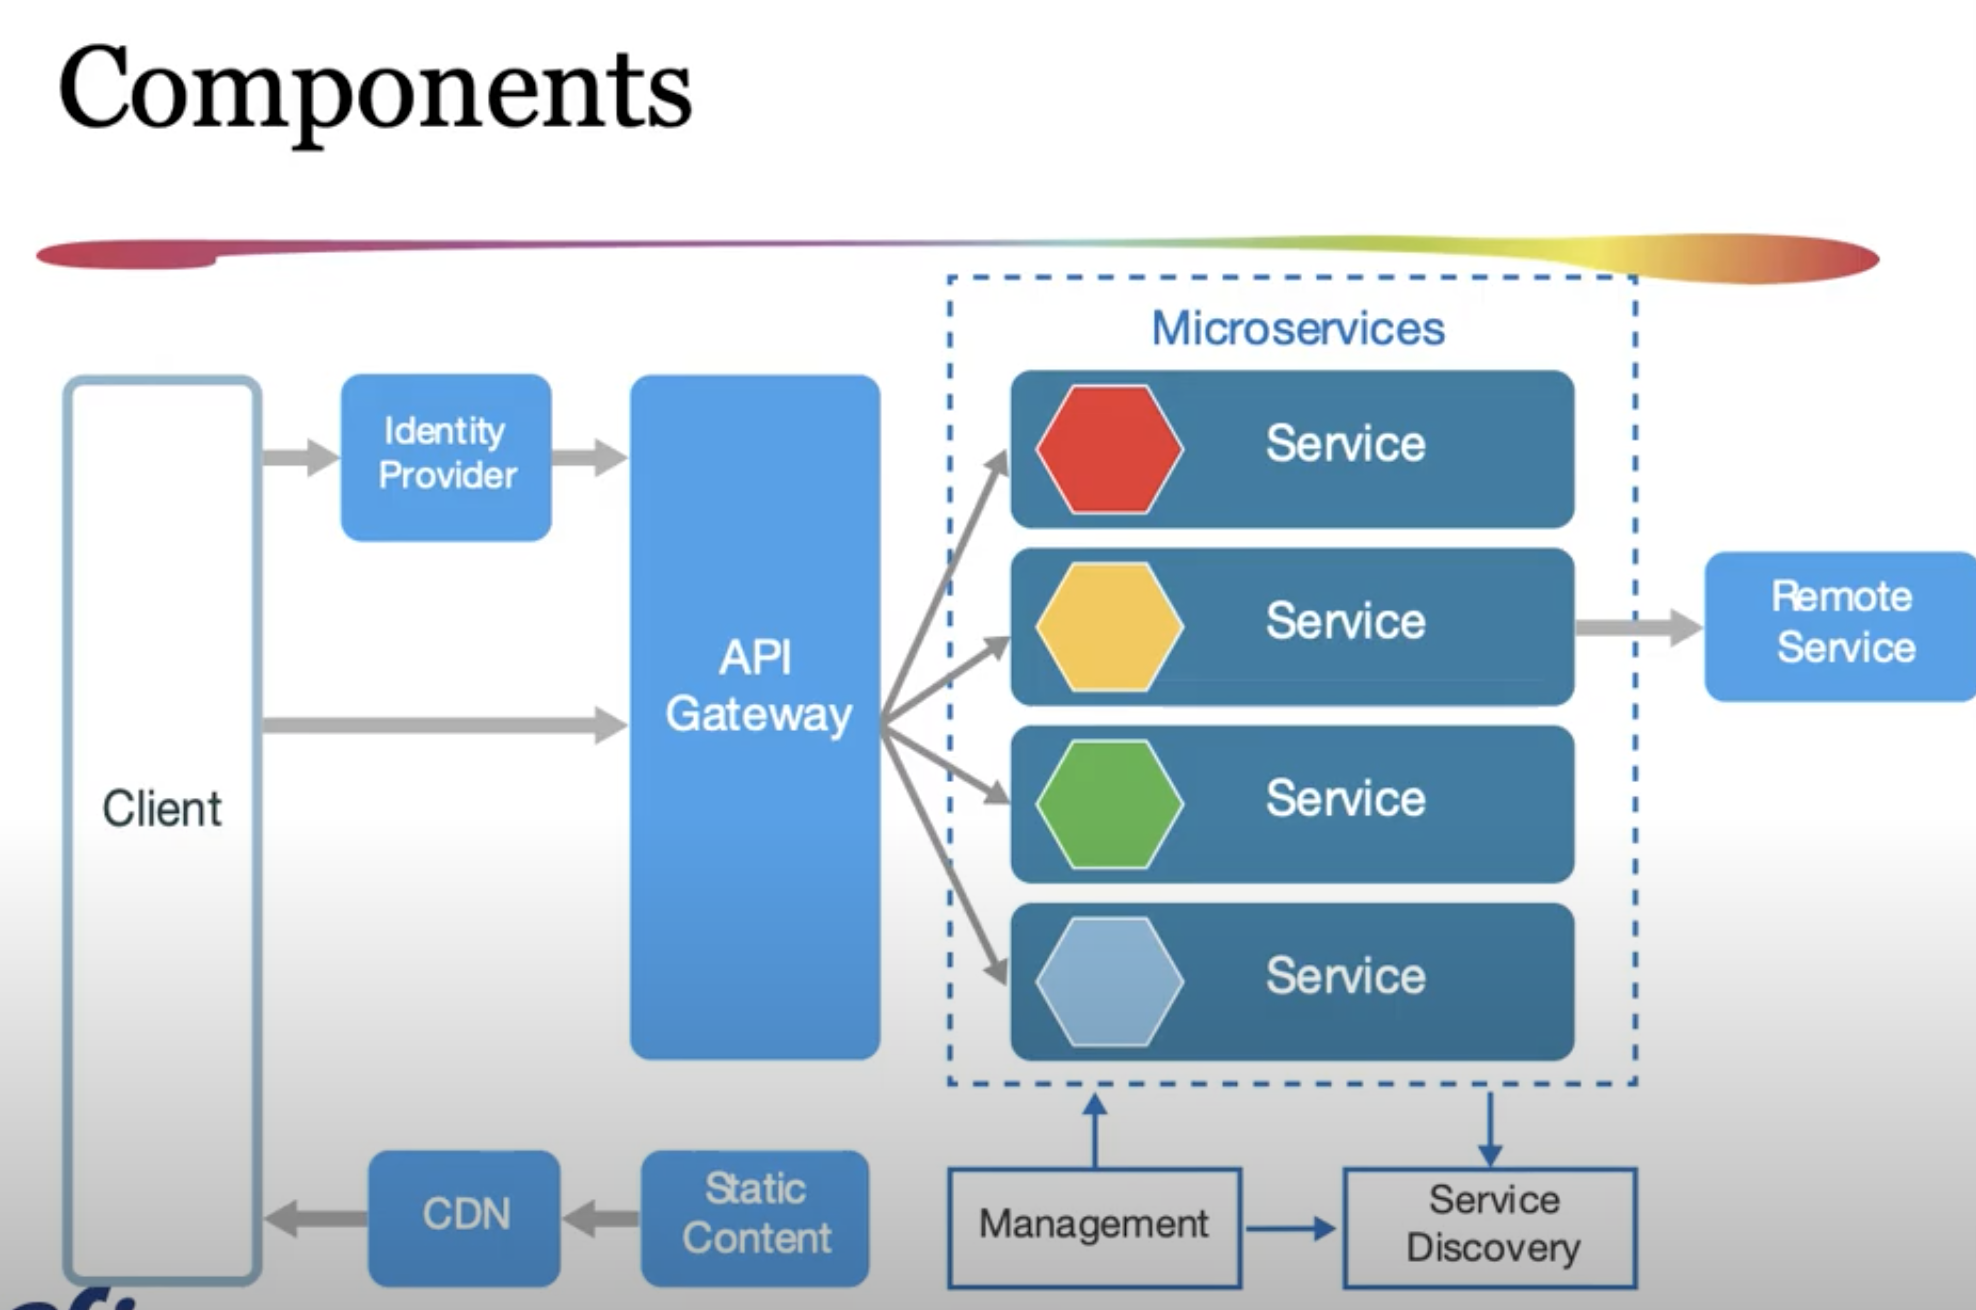 Components
Microservices
Identity
Provider
Service
Service
Remote
Service
API
Gateway
Service
Client
Service
CDN
Static
Content
Management
Service
Discovery